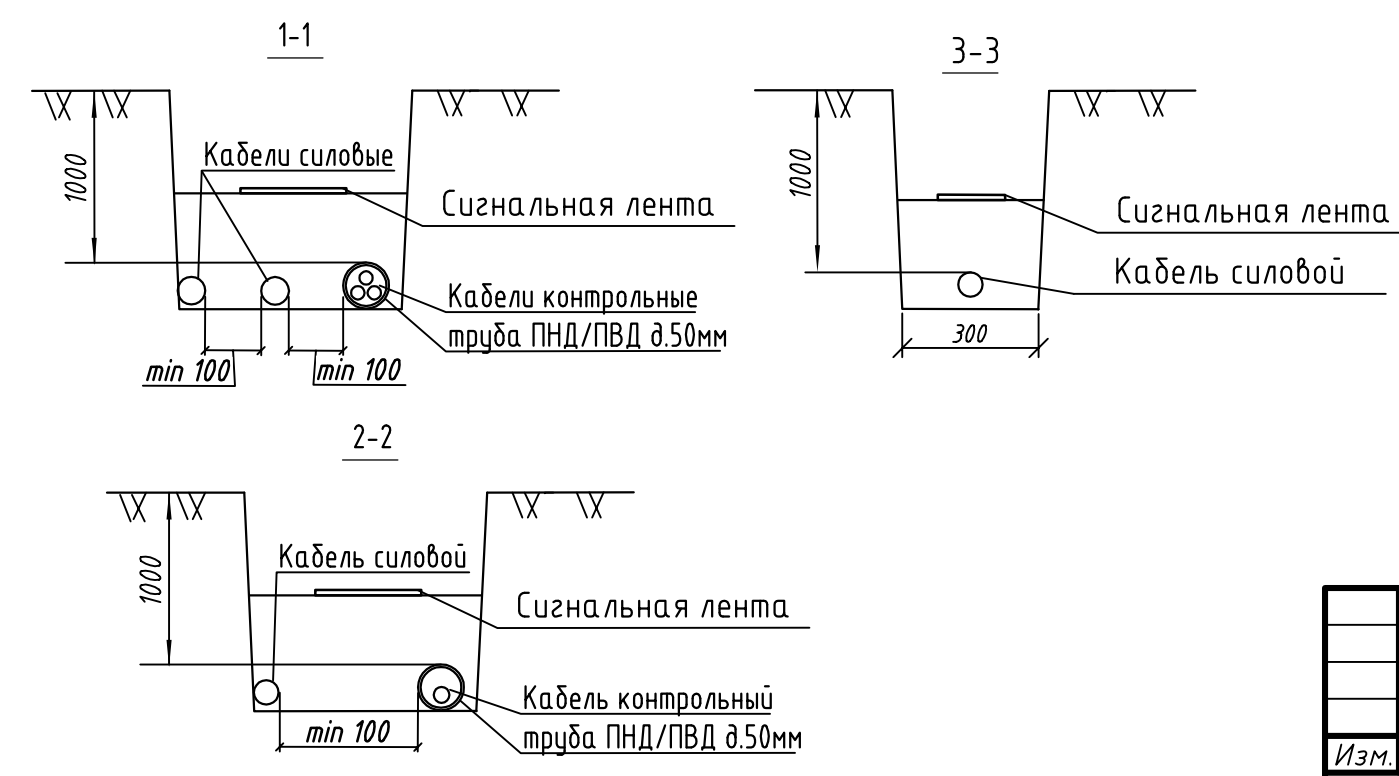 1-1
1000
Кабели силовые
Сигнальная лента
Кабели контрольные
труба ПНД/ПВД д.50мм
min 100
min 100
3-3
1000
Сигнальная лента
Кабель силовой
300
2-2
1000
Кабель силовой
Сигнальная лента
Кабель контрольный
труба ПНД/ПВД д.50мм
min 100
Изм.